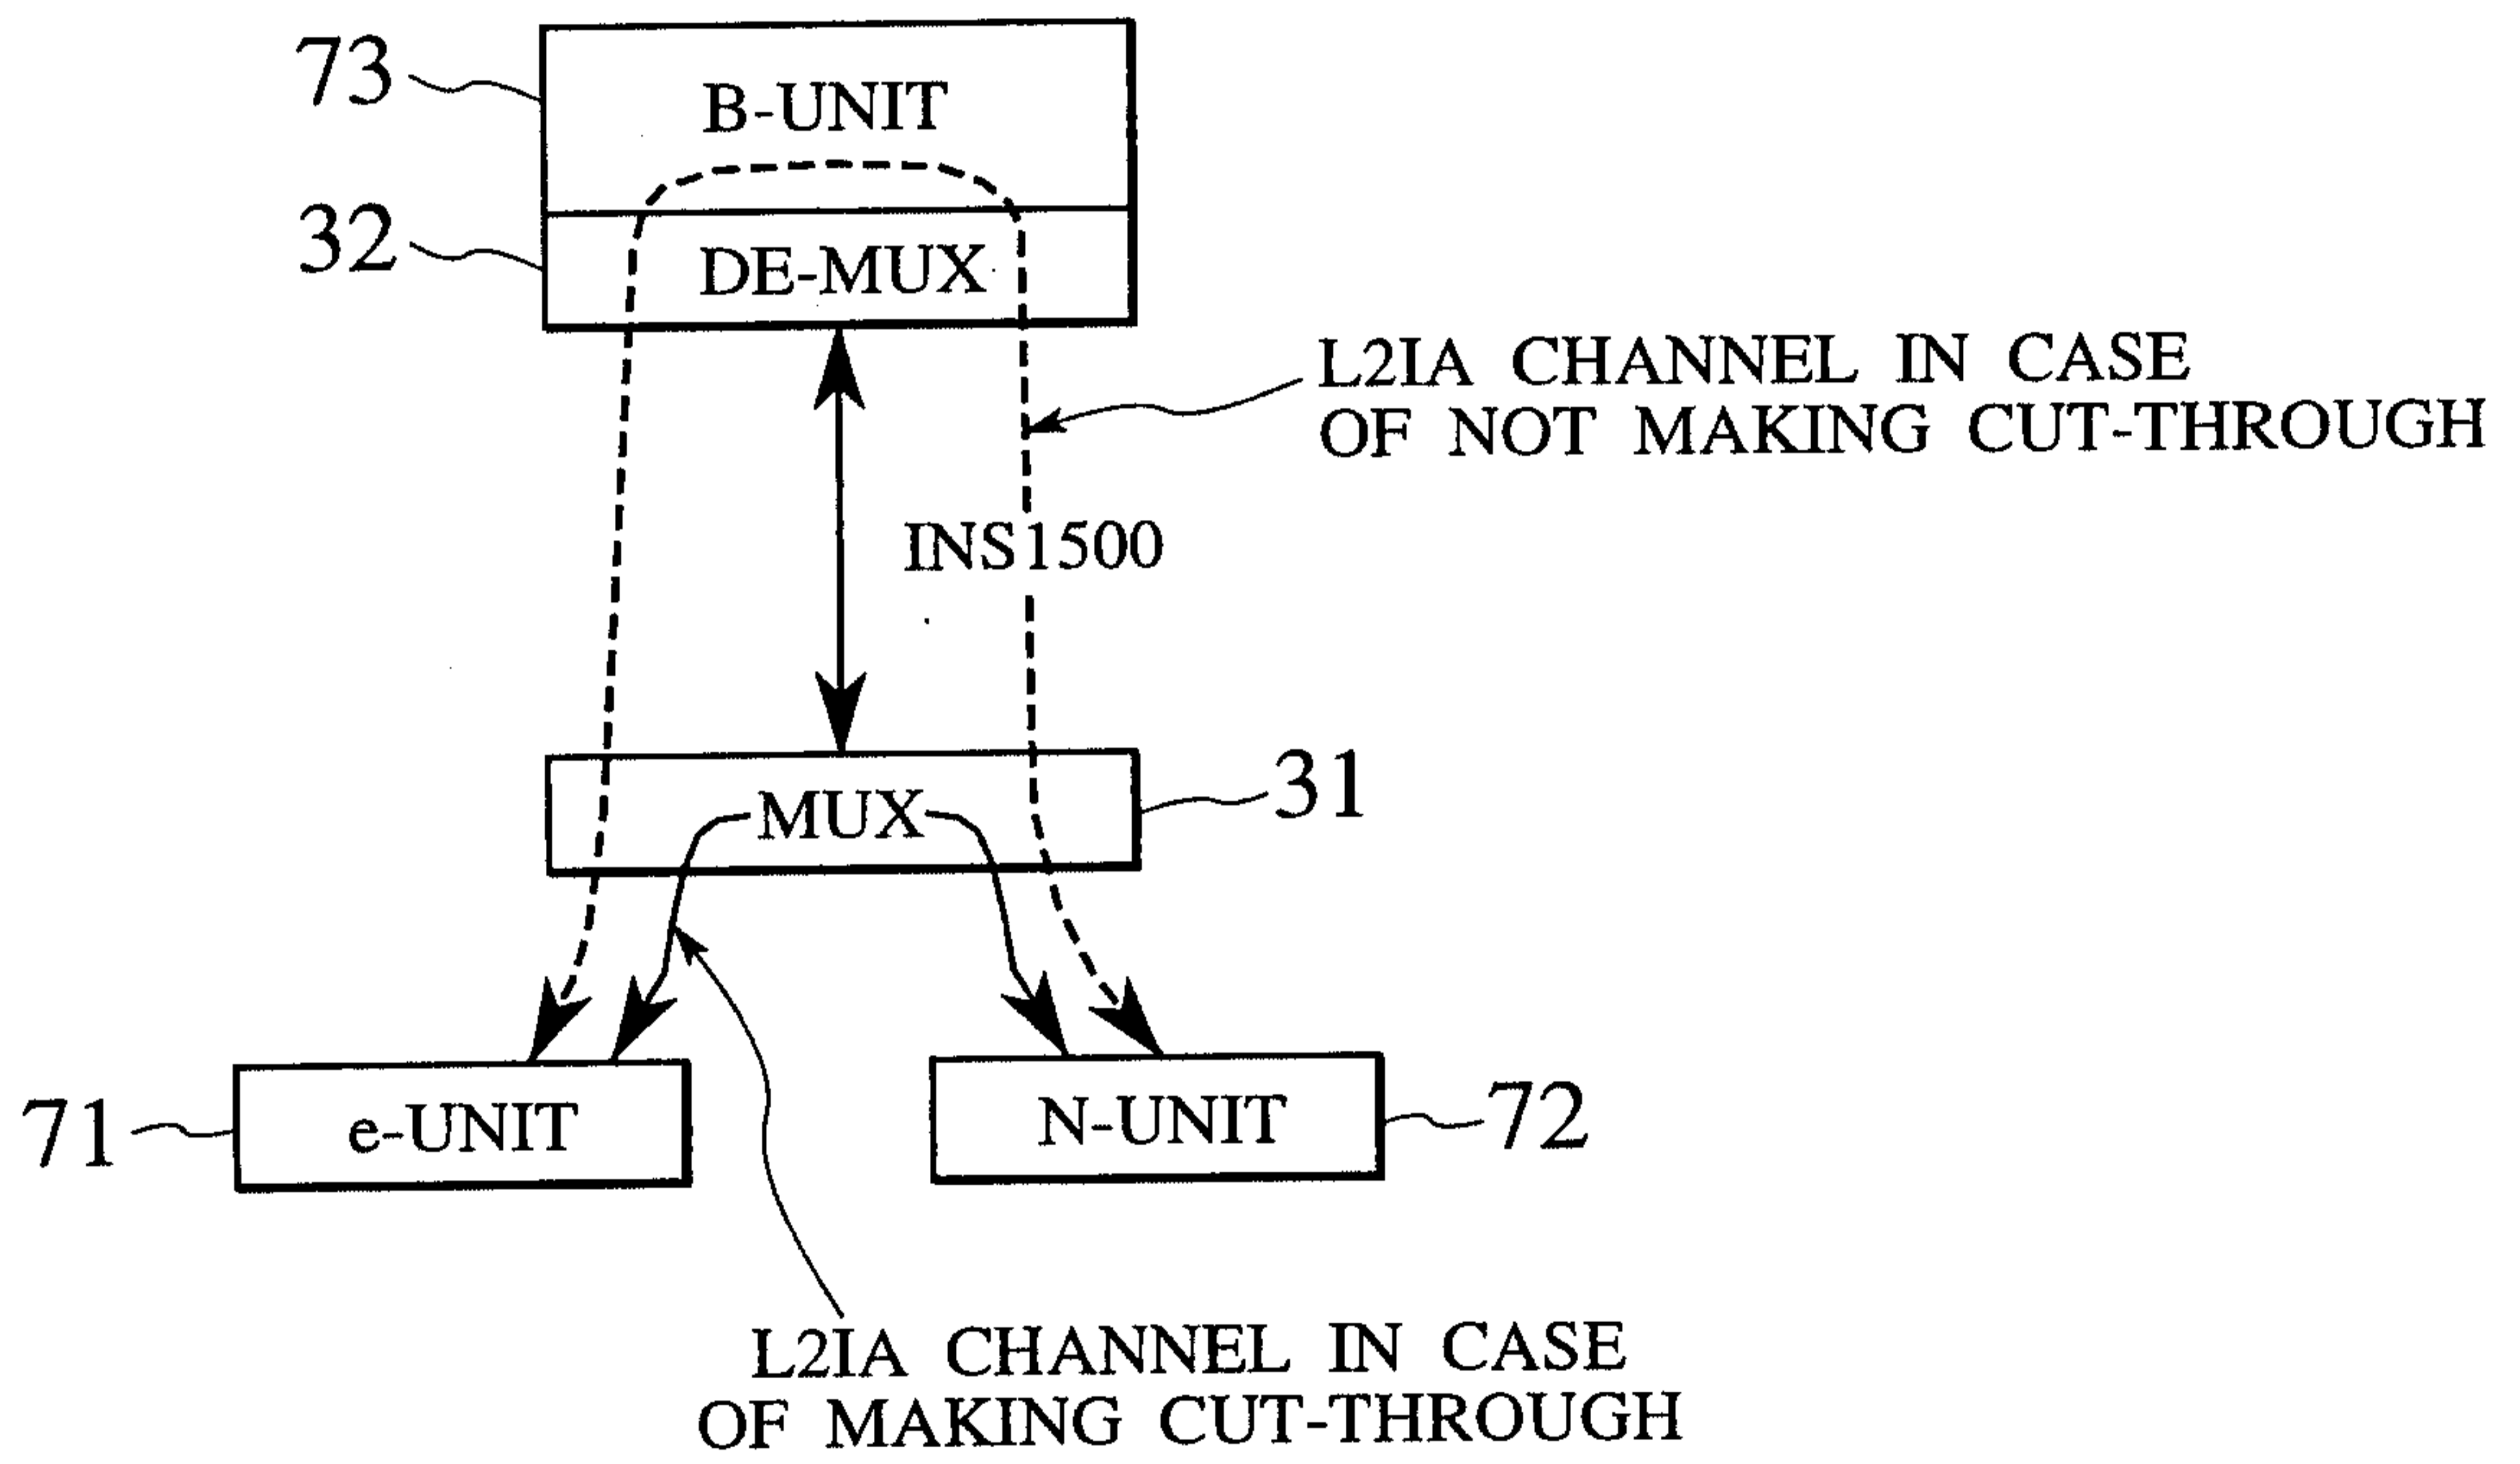 73
B-UNIT
32
DE-MUX
L2IA CHANNEL IN CASE
OF NOT MAKING CUT-THROUGH
INS1500
MUX
31
71
e-UNIT
N-UNIT
72
L2IA CHANNEL IN CASE
OF MAKING CUT-THROUGH